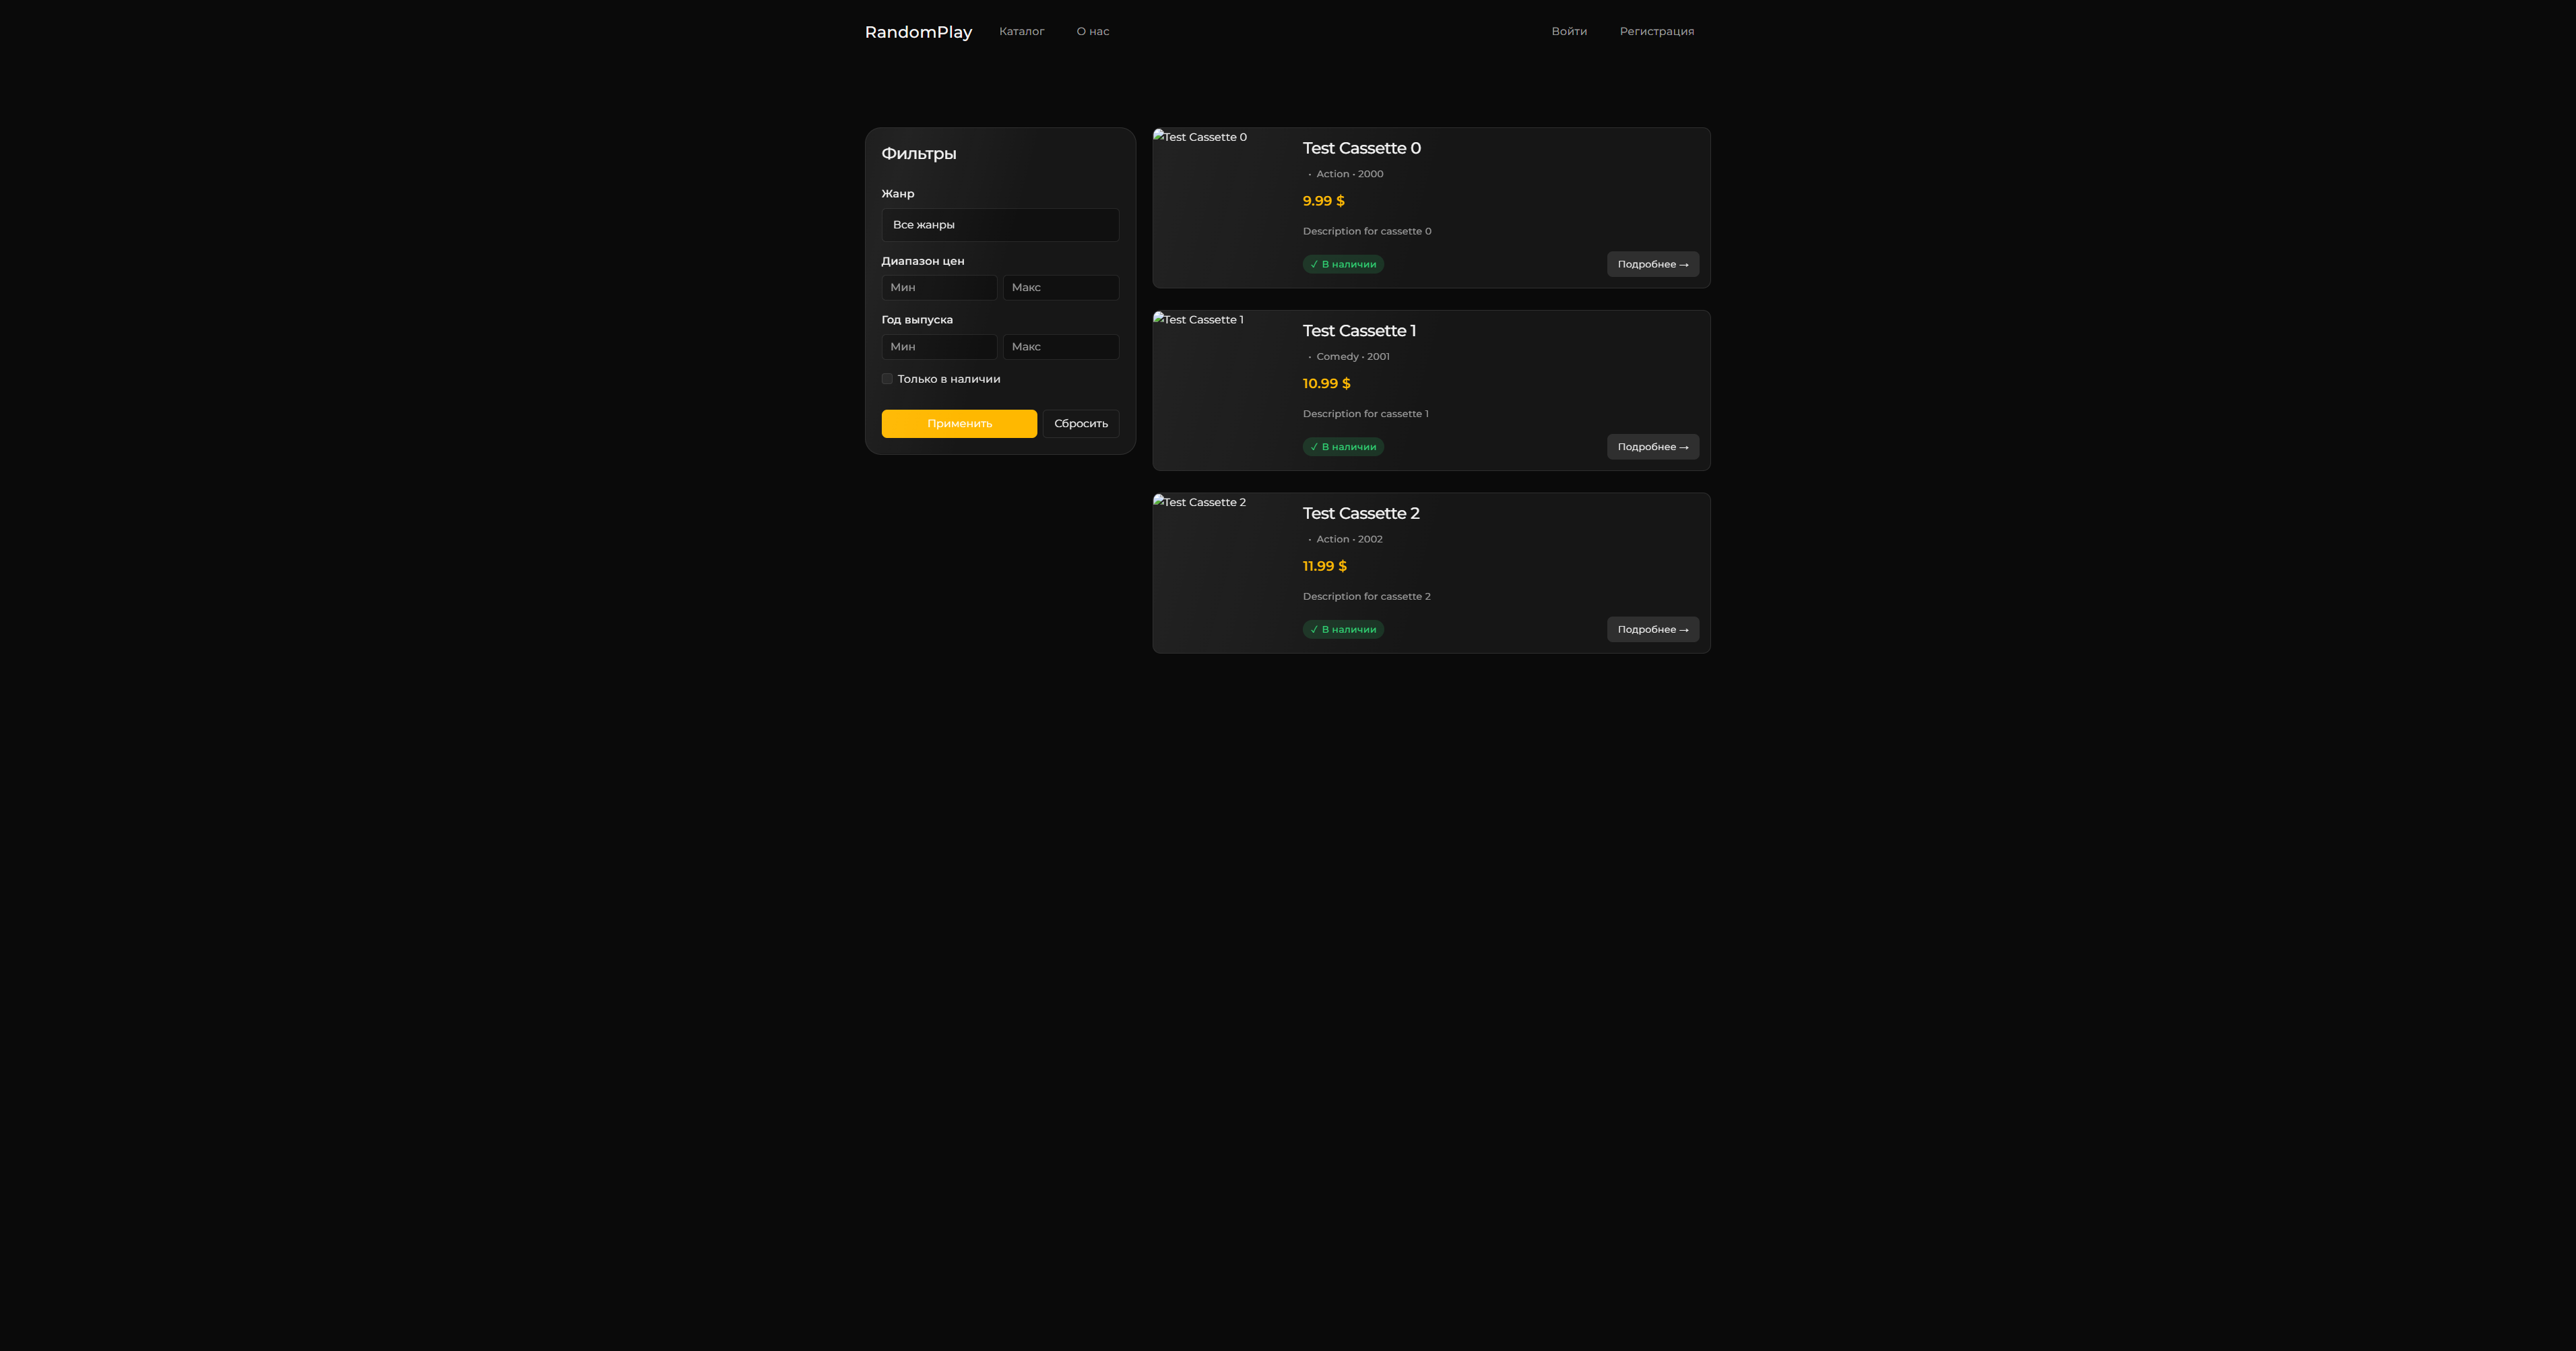 RandomPlay Каталог О нас Войти Регистрация
Фильтры
Жанр
Все жанры
Диапазон цен
Мин Макс
Год выпуска
Мин Макс
Только в наличии
Применить Сбросить
Test Cassette 0
Test Cassette 0
• Action • 2000
9.99 $
Description for cassette 0
✓ В наличии Подробнее →
Test Cassette 1
Test Cassette 1
• Comedy • 2001
10.99 $
Description for cassette 1
✓ В наличии Подробнее →
Test Cassette 2
Test Cassette 2
• Action • 2002
11.99 $
Description for cassette 2
✓ В наличии Подробнее →